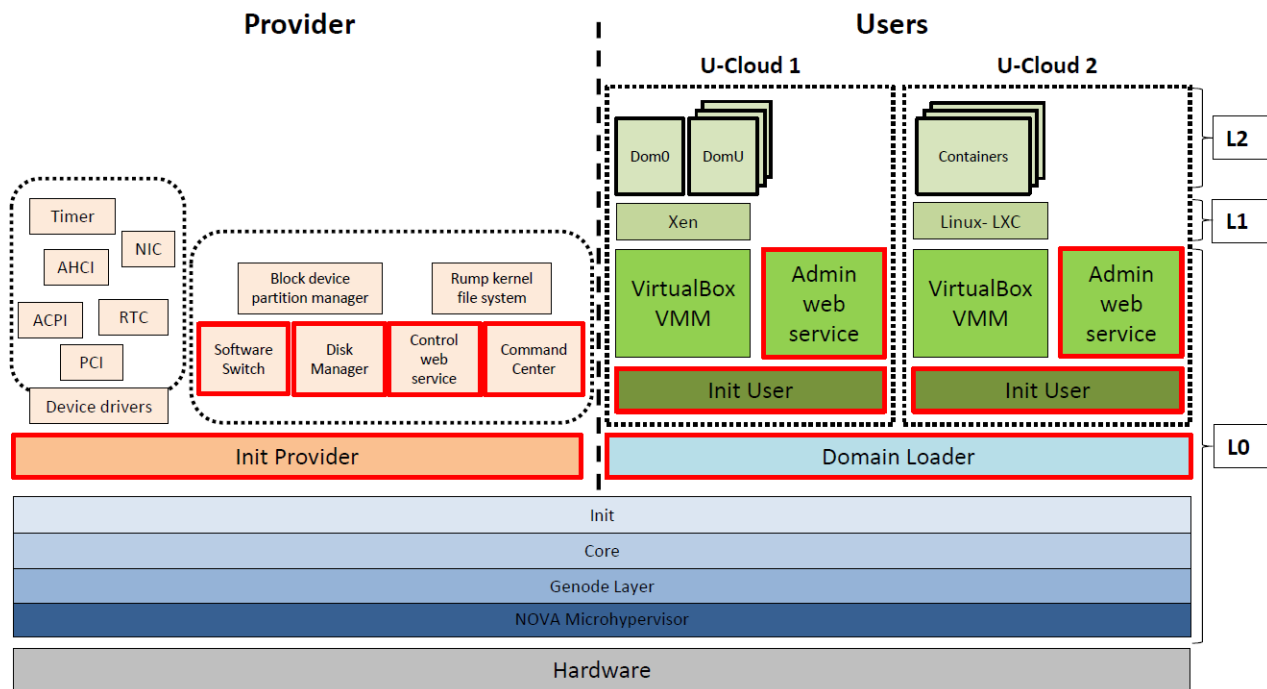 Provider
Users
U-Cloud 1
U-Cloud 2
Timer
NIC
AHCI
ACPI
RTC
PCI
Device drivers
Block device
partition manager
Rump kernel
file system
Software
Switch
Disk
Manager
Control
web
service
Command
Center
Init Provider
Dom0
DomU
Xen
VirtualBox
VMM
Admin
web
service
Init User
Containers
Linux- LXC
VirtualBox
VMM
Admin
web
service
Init User
Domain Loader
L2
L1
L0
Init
Core
Genode Layer
NOVA Microhypervisor
Hardware